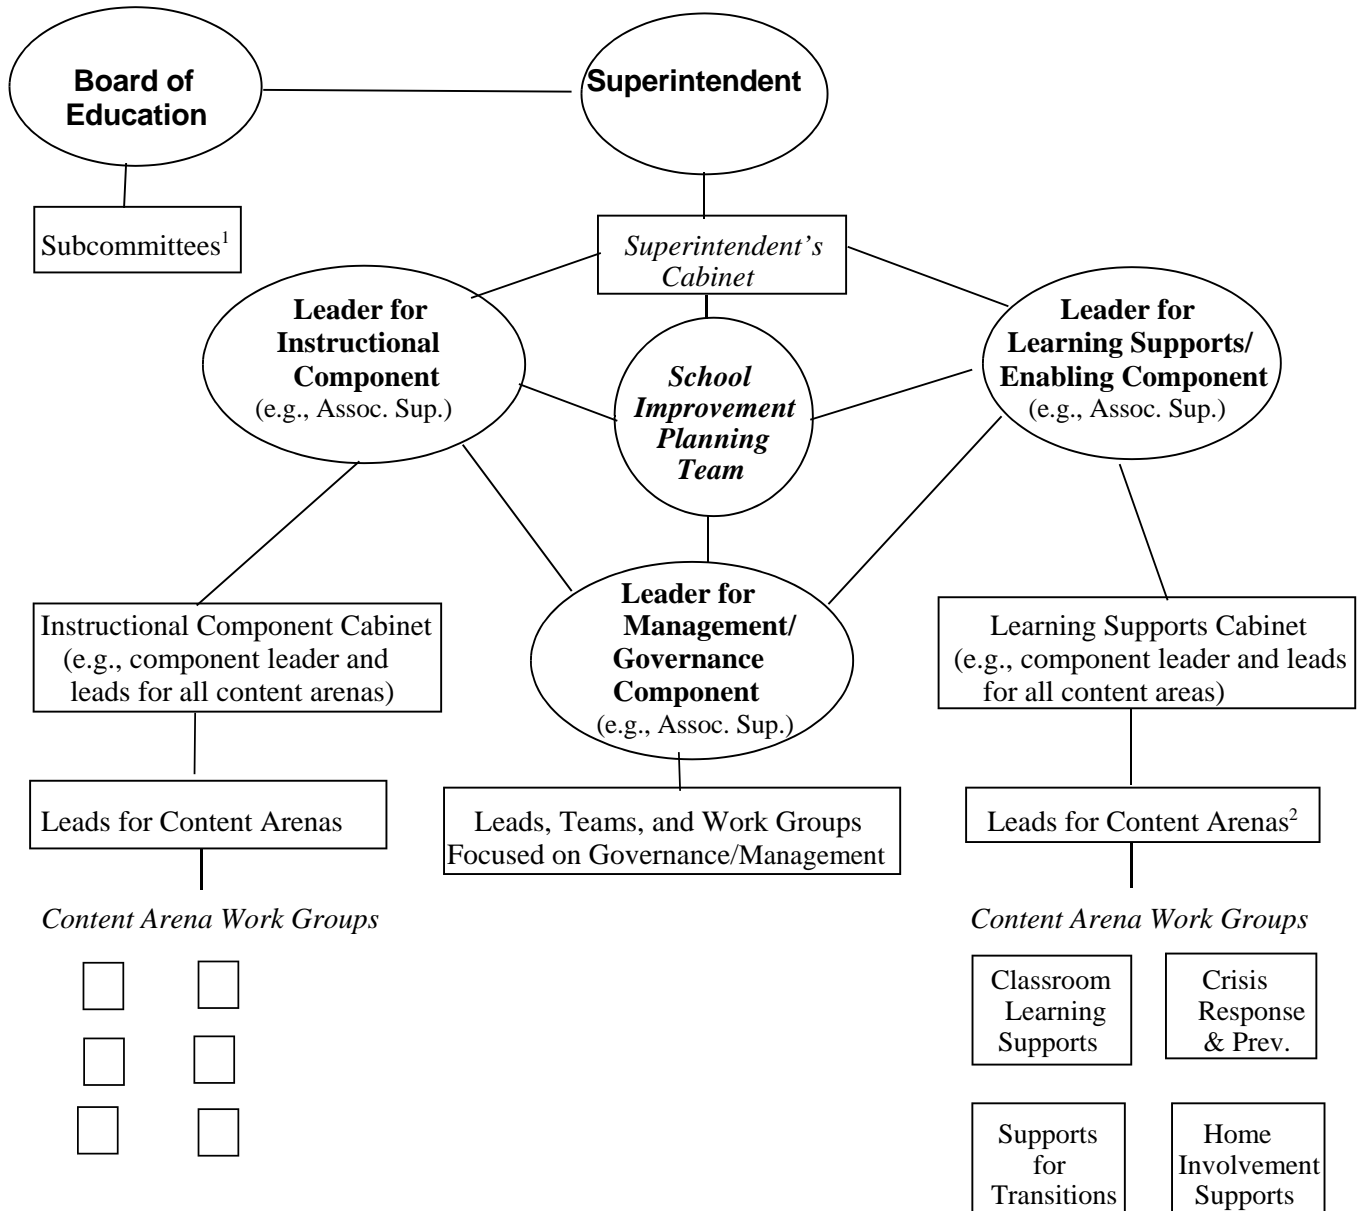 Board of
Education
Superintendent
Subcommittees¹
Superintendent’s
Cabinet
Leader for
Instructional
Component
(e.g., Assoc. Sup.)
School
Improvement
Planning
Team
Leader for
Learning Supports/
Enabling Component
(e.g., Assoc. Sup.)
Instructional Component Cabinet
(e.g., component leader and
leads for all content arenas)
Leader for
Management/
Governance
Component
(e.g., Assoc. Sup.)
Learning Supports Cabinet
(e.g., component leader and leads
for all content areas)
Leads for Content Arenas
Leads, Teams, and Work Groups
Focused on Governance/Management
Leads for Content Arenas²
Content Arena Work Groups
Content Arena Work Groups
Classroom
Learning
Supports
Crisis
Response
& Prev.
Supports
for
Transitions
Home
Involvement
Supports